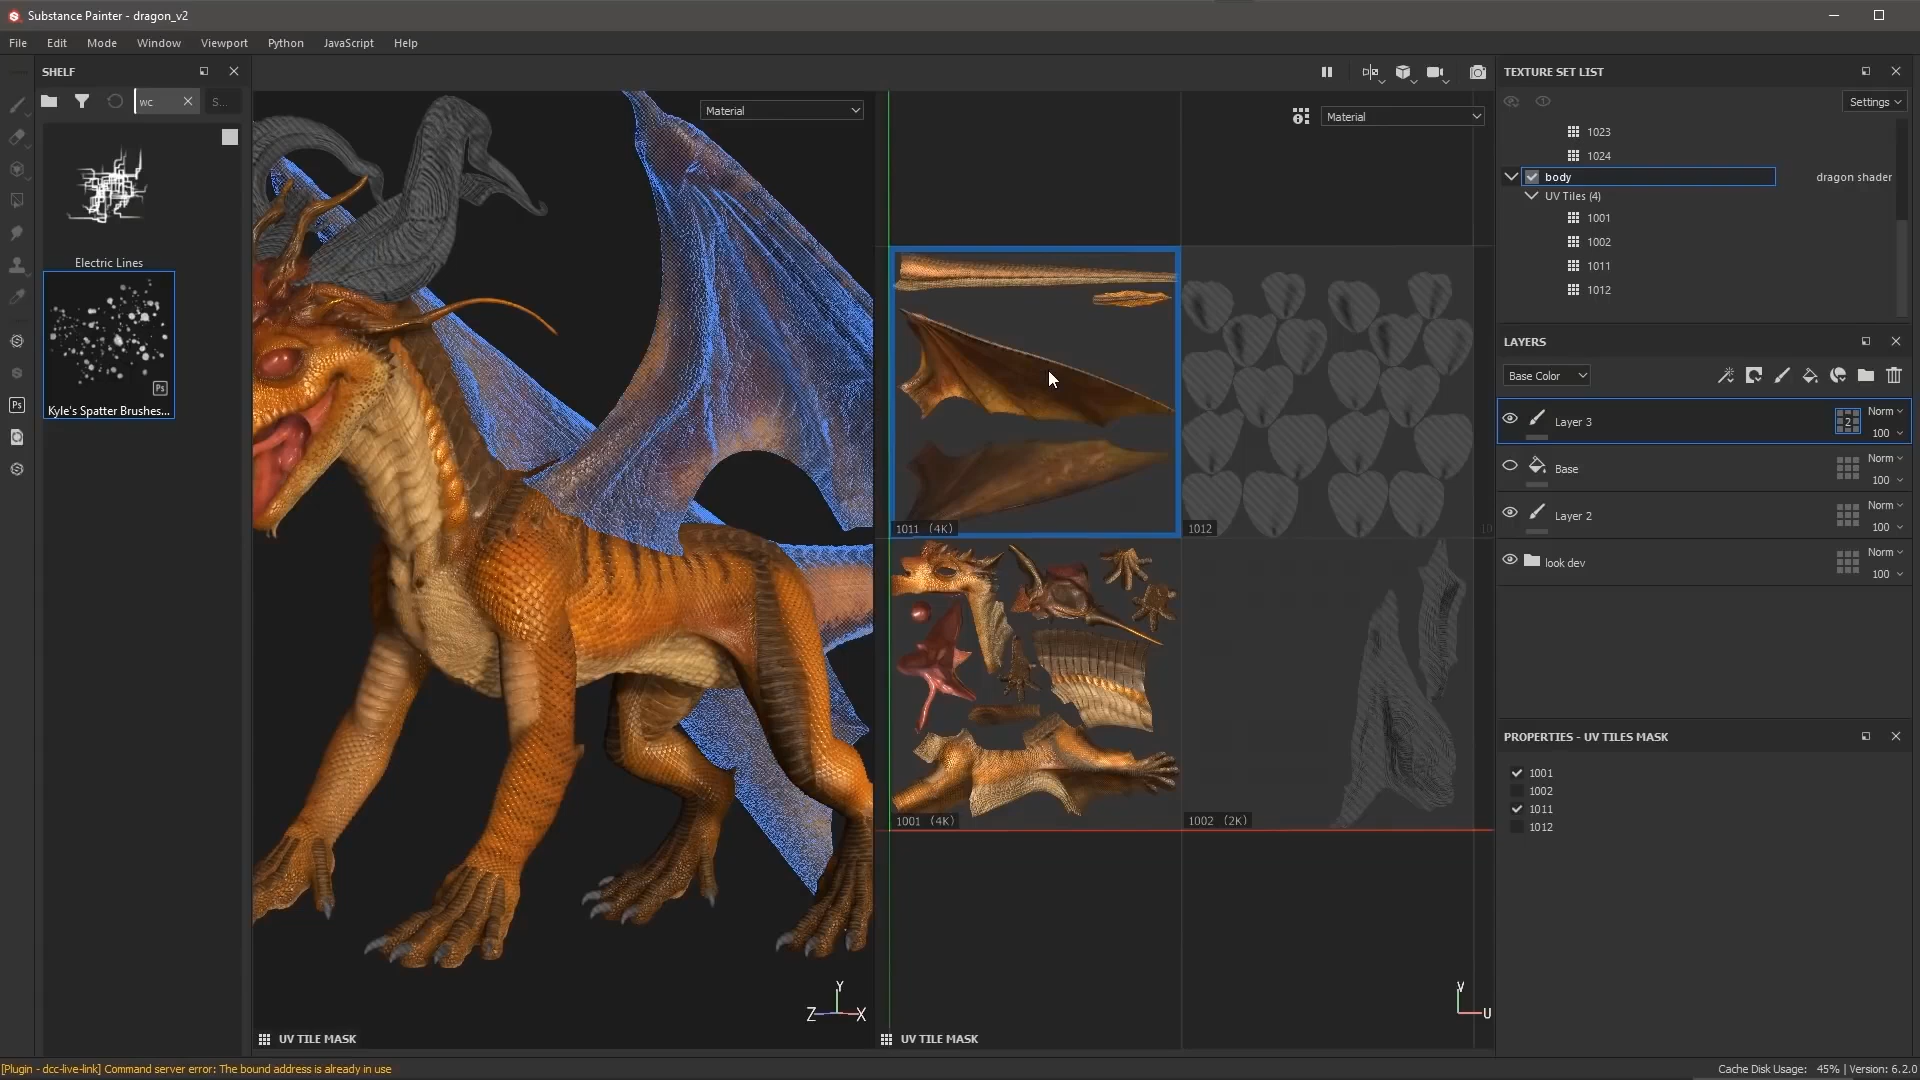 Substance Painter - dragon_v2
File Edit Mode Window Viewport Python JavaScript Help
SHELF
wc
S...
Electric Lines
Ps
Kyle's Spatter Brushes...
Ps
Material
Material
1011 (4K)
1012
1001 (4K)
1002 (2K)
Y
Z X
V
U
UV TILE MASK
UV TILE MASK
TEXTURE SET LIST
Settings
1023
1024
body dragon shader
UV Tiles (4)
1001
1002
1011
1012
LAYERS
Base Color
Layer 3 2 Norm
100
Base Norm
100
Layer 2 Norm
100
look dev Norm
100
PROPERTIES - UV TILES MASK
1001
1002
1011
1012
[Plugin - dcc-live-link] Command server error: The bound address is already in use
Cache Disk Usage: 45% | Version: 6.2.0